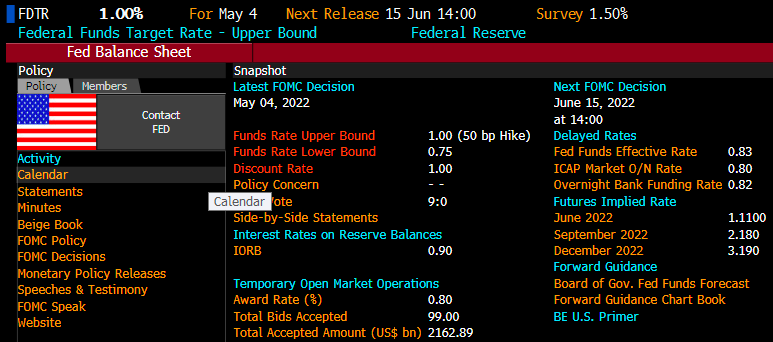 FDTR 1.00% For May 4 Next Release 15 Jun 14:00 Survey 1.50%
Federal Funds Target Rate - Upper Bound Federal Reserve
Fed Balance Sheet
Policy
Policy Members
Contact
FED
Activity
Calendar
Statements
Minutes
Beige Book
FOMC Policy
FOMC Decisions
Monetary Policy Releases
Speeches & Testimony
FOMC Speak
Website
Calendar
Snapshot
Latest FOMC Decision
May 04, 2022
Funds Rate Upper Bound 1.00 (50 bp Hike)
Funds Rate Lower Bound 0.75
Discount Rate 1.00
Policy Concern - -
Vote 9:0
Side-by-Side Statements
Interest Rates on Reserve Balances
IORB 0.90
Temporary Open Market Operations
Award Rate (%) 0.80
Total Bids Accepted 99.00
Total Accepted Amount (US$ bn) 2162.89
Next FOMC Decision
June 15, 2022
at 14:00
Delayed Rates
Fed Funds Effective Rate 0.83
ICAP Market O/N Rate 0.80
Overnight Bank Funding Rate 0.82
Futures Implied Rate
June 2022 1.1100
September 2022 2.180
December 2022 3.190
Forward Guidance
Board of Gov. Fed Funds Forecast
Forward Guidance Chart Book
BE U.S. Primer